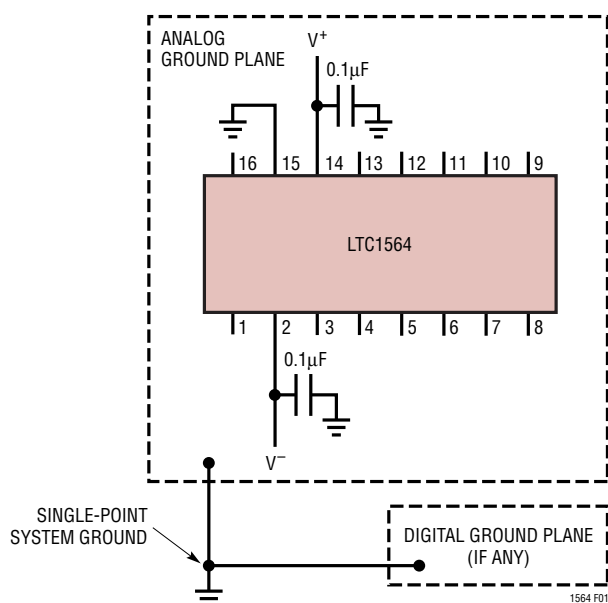 ANALOG
GROUND PLANE
V+
0.1µF
16 15 14 13 12 11 10 9
LTC1564
1 2 3 4 5 6 7 8
0.1µF
V−
SINGLE-POINT
SYSTEM GROUND
DIGITAL GROUND PLANE
(IF ANY)
1564 F01